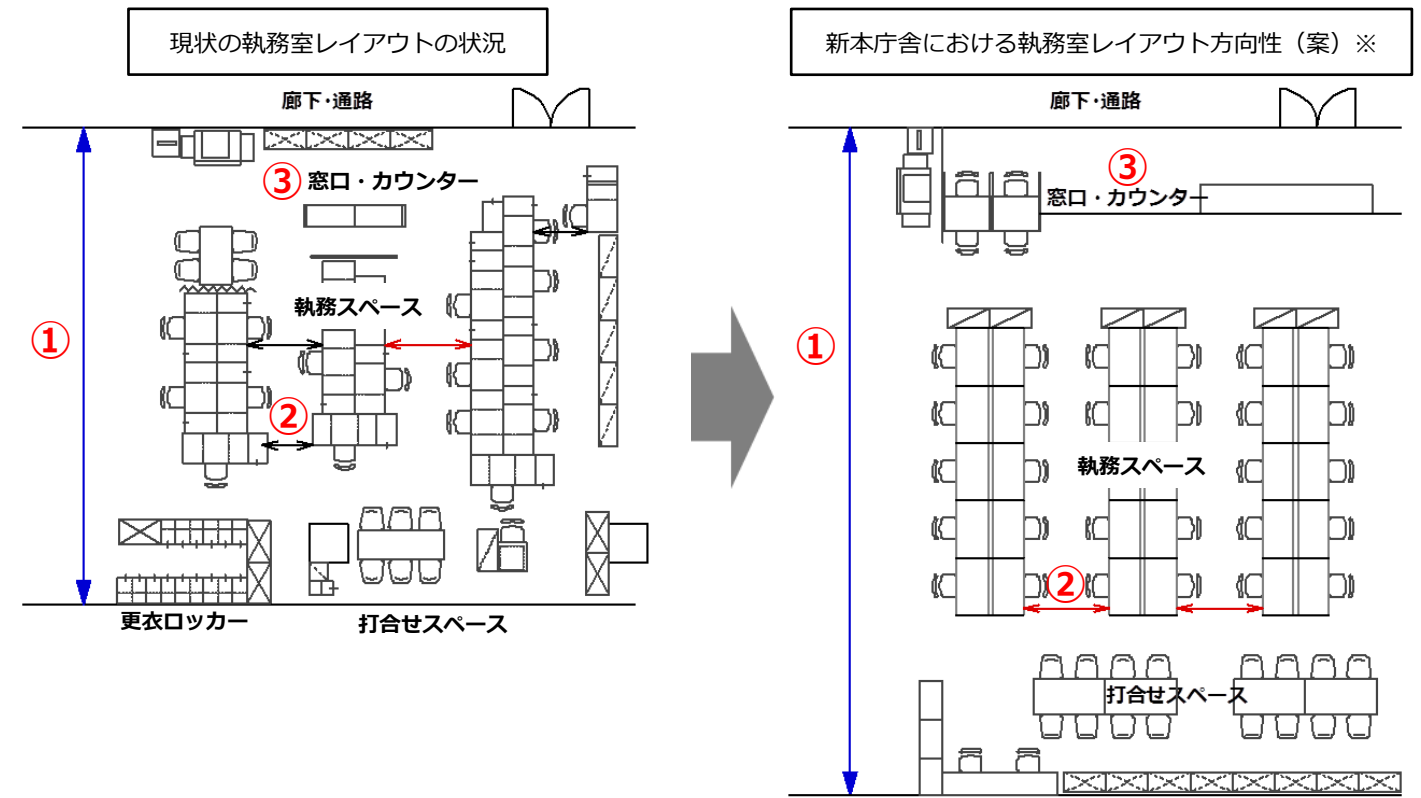 現状の執務室レイアウトの状況
廊下・通路
③ 窓口・カウンター
執務スペース
①
②
更衣ロッカー
打合せスペース
新本庁舎における執務室レイアウト方向性（案）※
廊下・通路
③
窓口・カウンター
①
執務スペース
②
打合せスペース